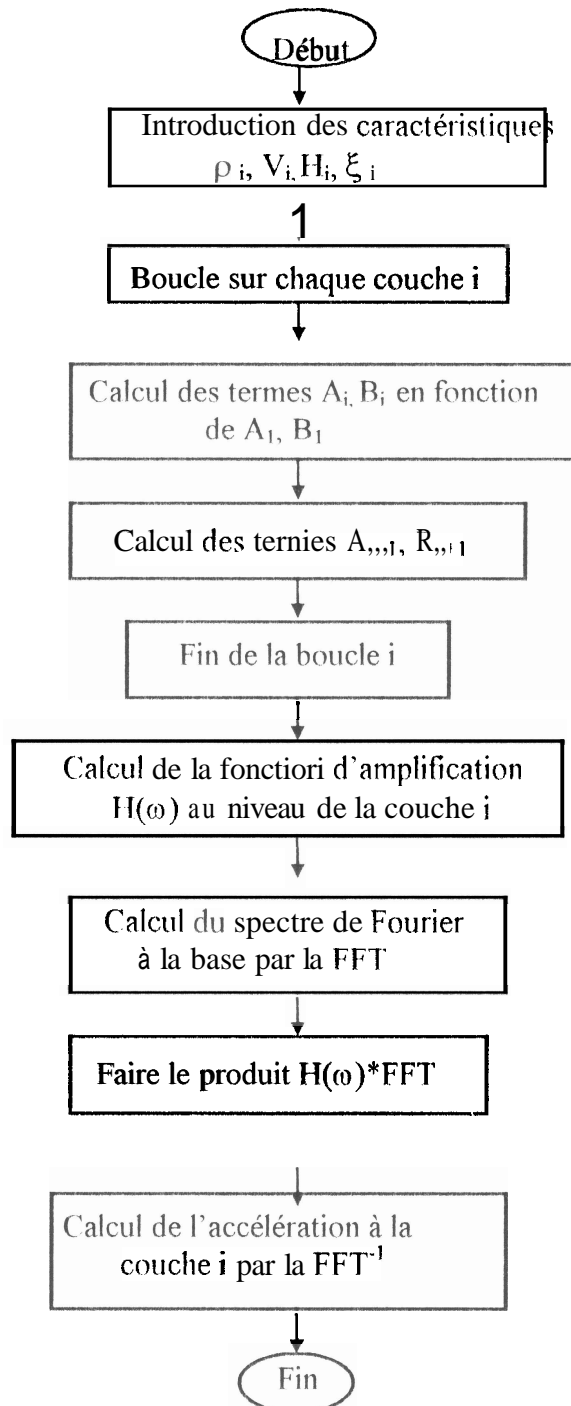 Début
Introduction des caractéristiques
ρ i, V i, H i, ξ i
1
Boucle sur chaque couche i
Calcul des termes A i, B i en fonction
de A 1, B 1
Calcul des ternies A,,,1, R,,+1
Fin de la boucle i
Calcul de la fonctiori d'amplification
H(ω) au niveau de la couche i
Calcul du spectre de Fourier
à la base par la FFT
Faire le produit H(ω)*FFT
Calcul de l'accélération à la
couche i par la FFT-1
Fin